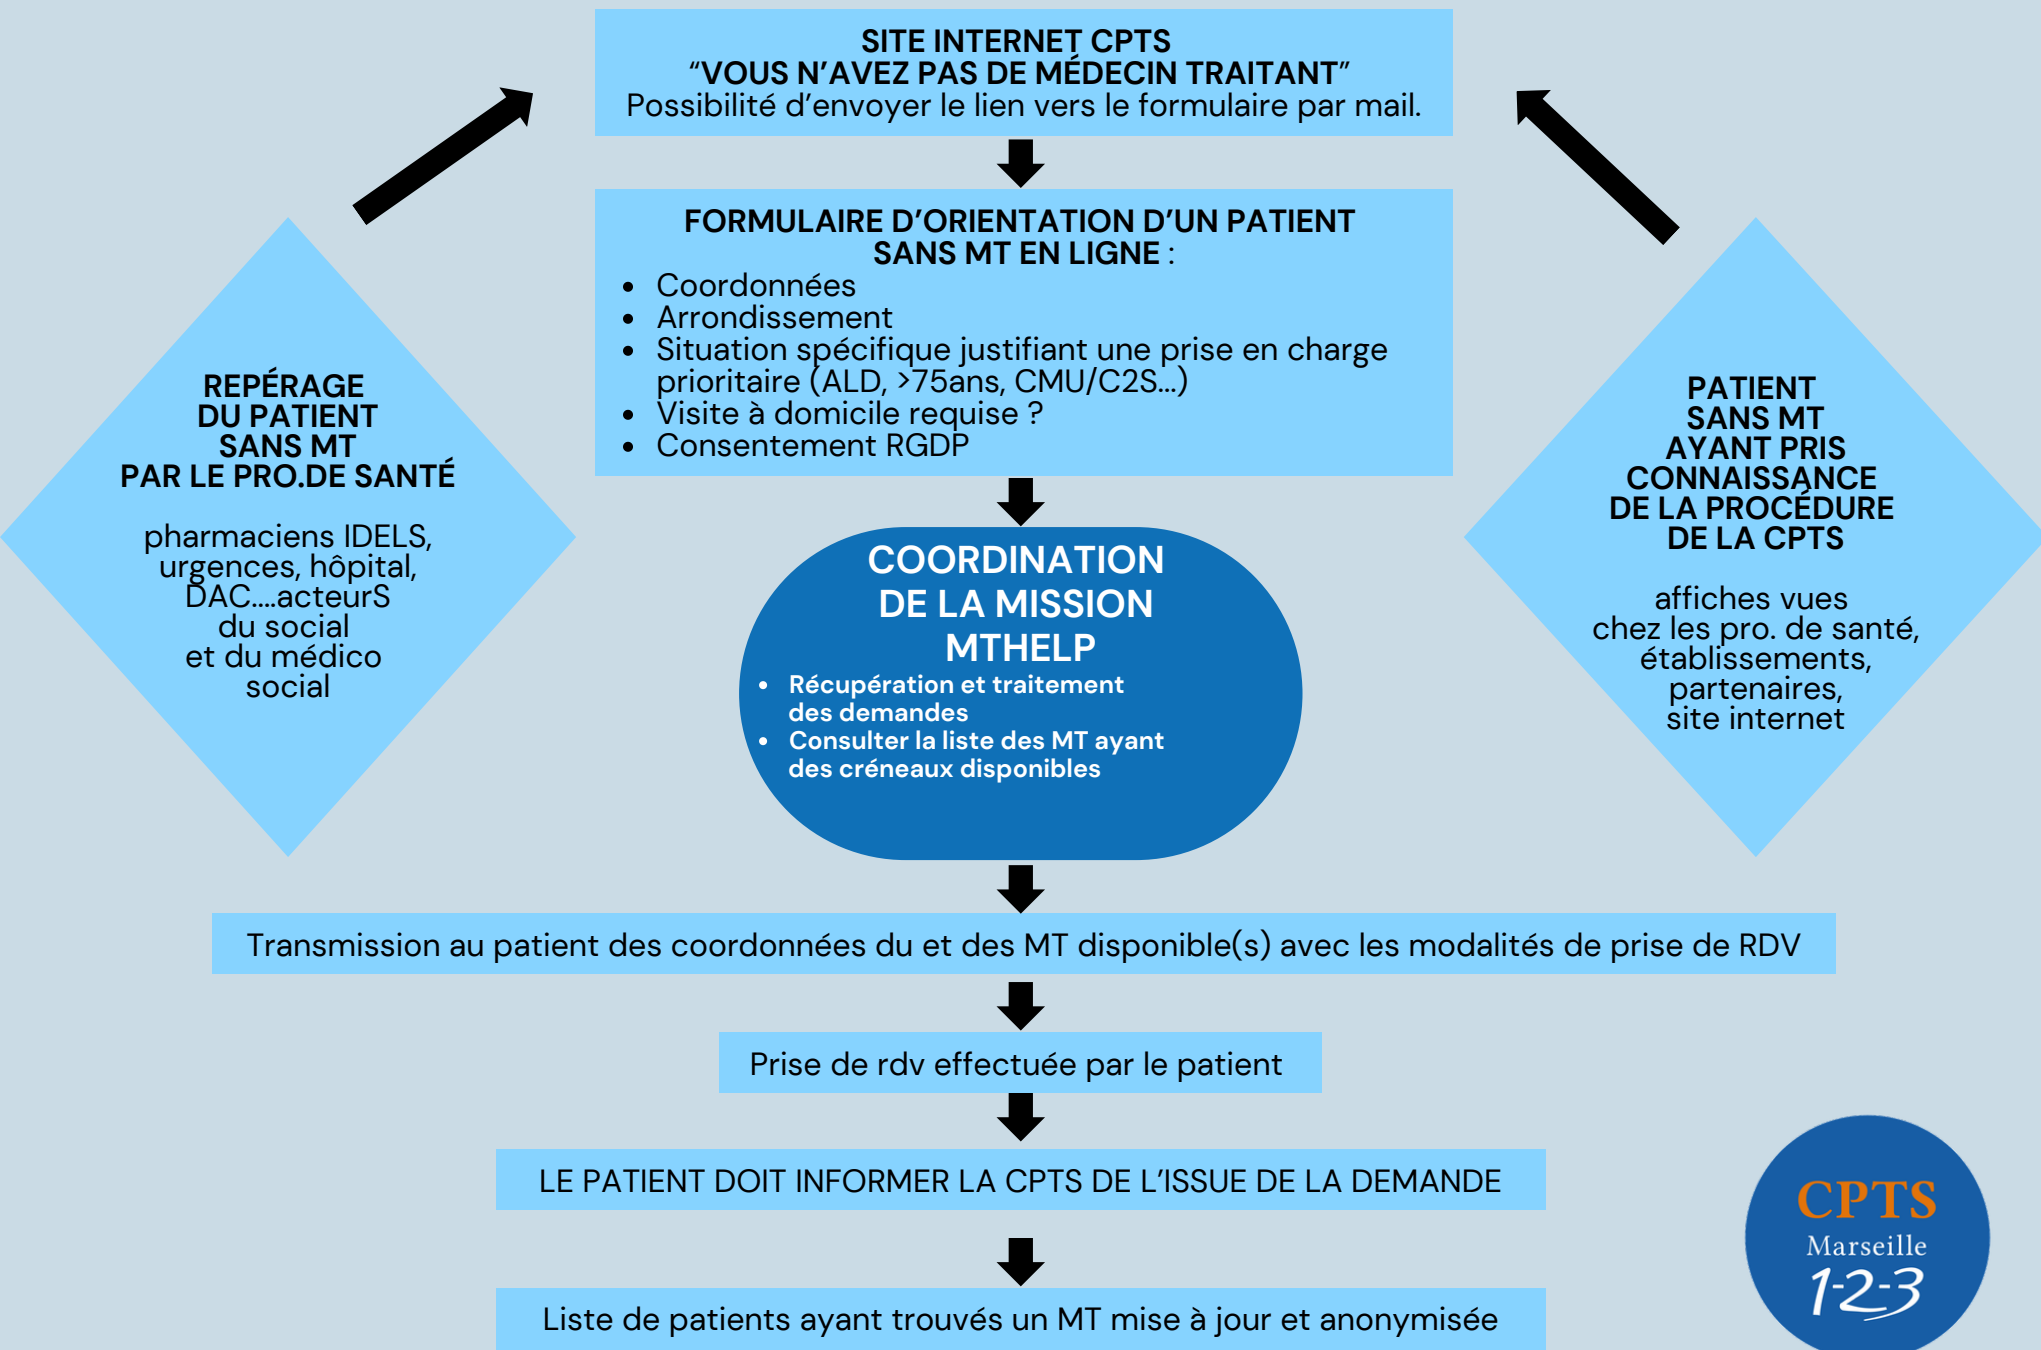 SITE INTERNET CPTS
“VOUS N’AVEZ PAS DE MÉDECIN TRAITANT”
Possibilité d’envoyer le lien vers le formulaire par mail.
FORMULAIRE D’ORIENTATION D’UN PATIENT
SANS MT EN LIGNE :
• Coordonnées
• Arrondissement
• Situation spécifique justifiant une prise en charge
prioritaire (ALD, >75ans, CMU/C2S...)
• Visite à domicile requise ?
• Consentement RGDP
REPÉRAGE
DU PATIENT
SANS MT
PAR LE PRO.DE SANTÉ
pharmaciens IDELS,
urgences, hôpital,
DAC....acteurS
du social
et du médico
social
PATIENT
SANS MT
AYANT PRIS
CONNAISSANCE
DE LA PROCÉDURE
DE LA CPTS
affiches vues
chez les pro. de santé,
établissements,
partenaires,
site internet
COORDINATION
DE LA MISSION
MTHELP
• Récupération et traitement
des demandes
• Consulter la liste des MT ayant
des créneaux disponibles
Transmission au patient des coordonnées du et des MT disponible(s) avec les modalités de prise de RDV
Prise de rdv effectuée par le patient
LE PATIENT DOIT INFORMER LA CPTS DE L’ISSUE DE LA DEMANDE
Liste de patients ayant trouvés un MT mise à jour et anonymisée
CPTS
Marseille
1-2-3